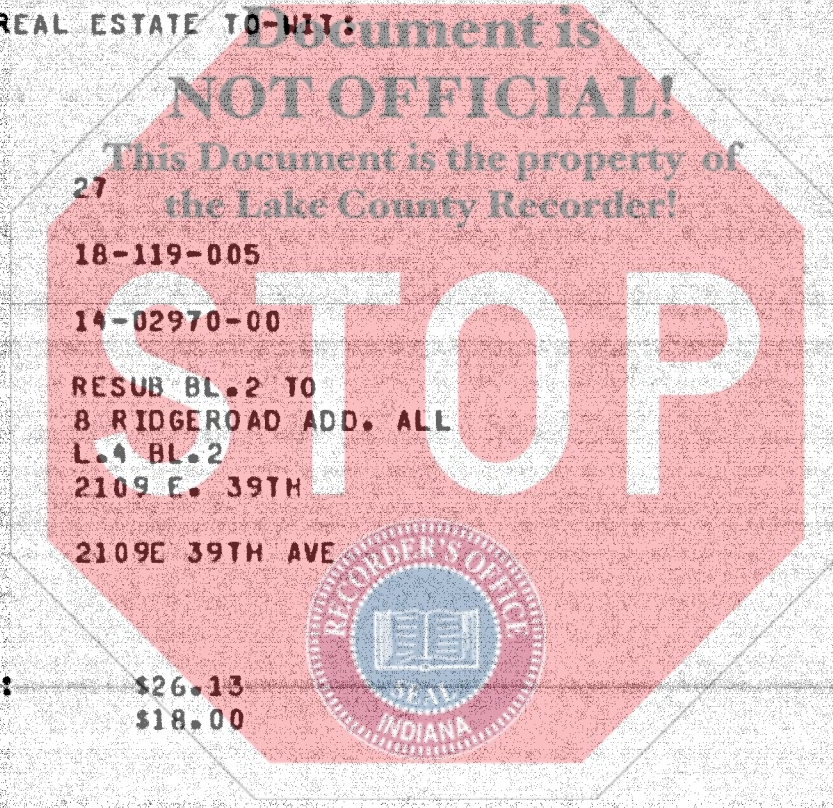 REAL ESTATE TO-WIT:
Document is
NOT OFFICIAL!
This Document is the property of
the Lake County Recorder!
27
18-119-005
14-02970-00
STOP
RESUB BL.2 TO
8 RIDGEROAD ADD. ALL
L.4 BL.2
2109 E. 39TH
2109E 39TH AVE
RECORDER'S OFFICE
SEAL
INDIANA
: $26.13
$18.00